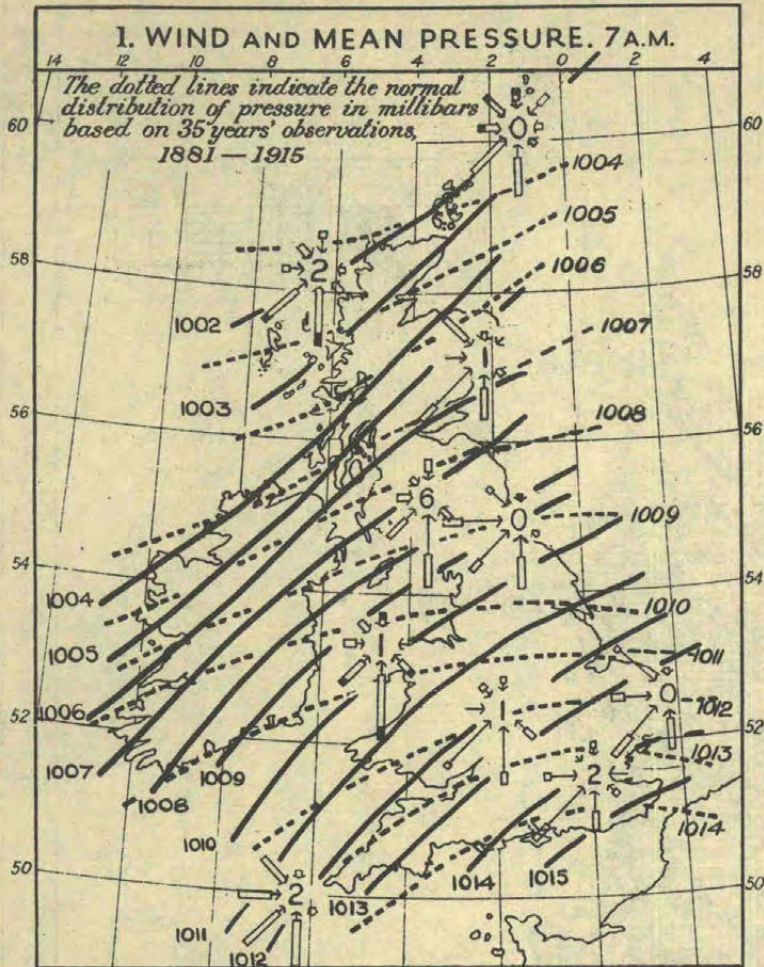 1. WIND AND MEAN PRESSURE. 7 A.M.
14 12 10 8 6 4 2 0 2 4
The dotted lines indicate the normal
distribution of pressure in millibars
based on 35 years' observations,
1881 — 1915
60 0 60
1004
1005
58 2 58
1006
1002
1007
1
1003
56 56
1008
6
0 1009
54 54
1004
1010
1
1005
1011
0
1006 52 1 52 1012
1013
1007 1009 2
1008
1014
1010
50 50
1013 1014 1015
2
1011
1012